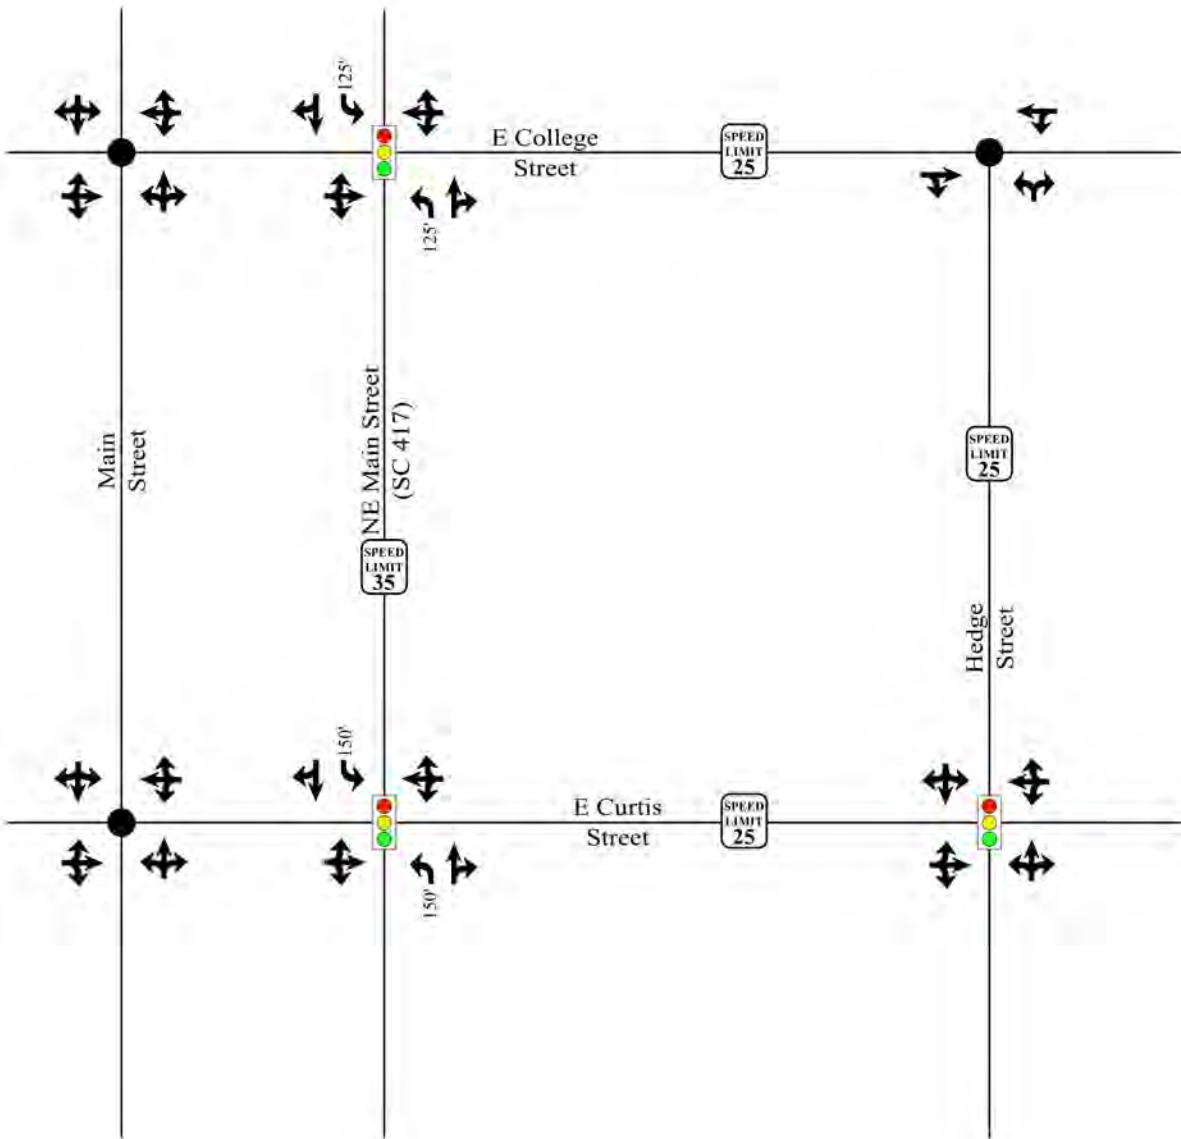 125'
E College
Street
SPEED
LIMIT
25
125'
Main
Street
NE Main Street
(SC 417)
SPEED
LIMIT
35
SPEED
LIMIT
25
Hedge
Street
150'
E Curtis
Street
SPEED
LIMIT
25
150'